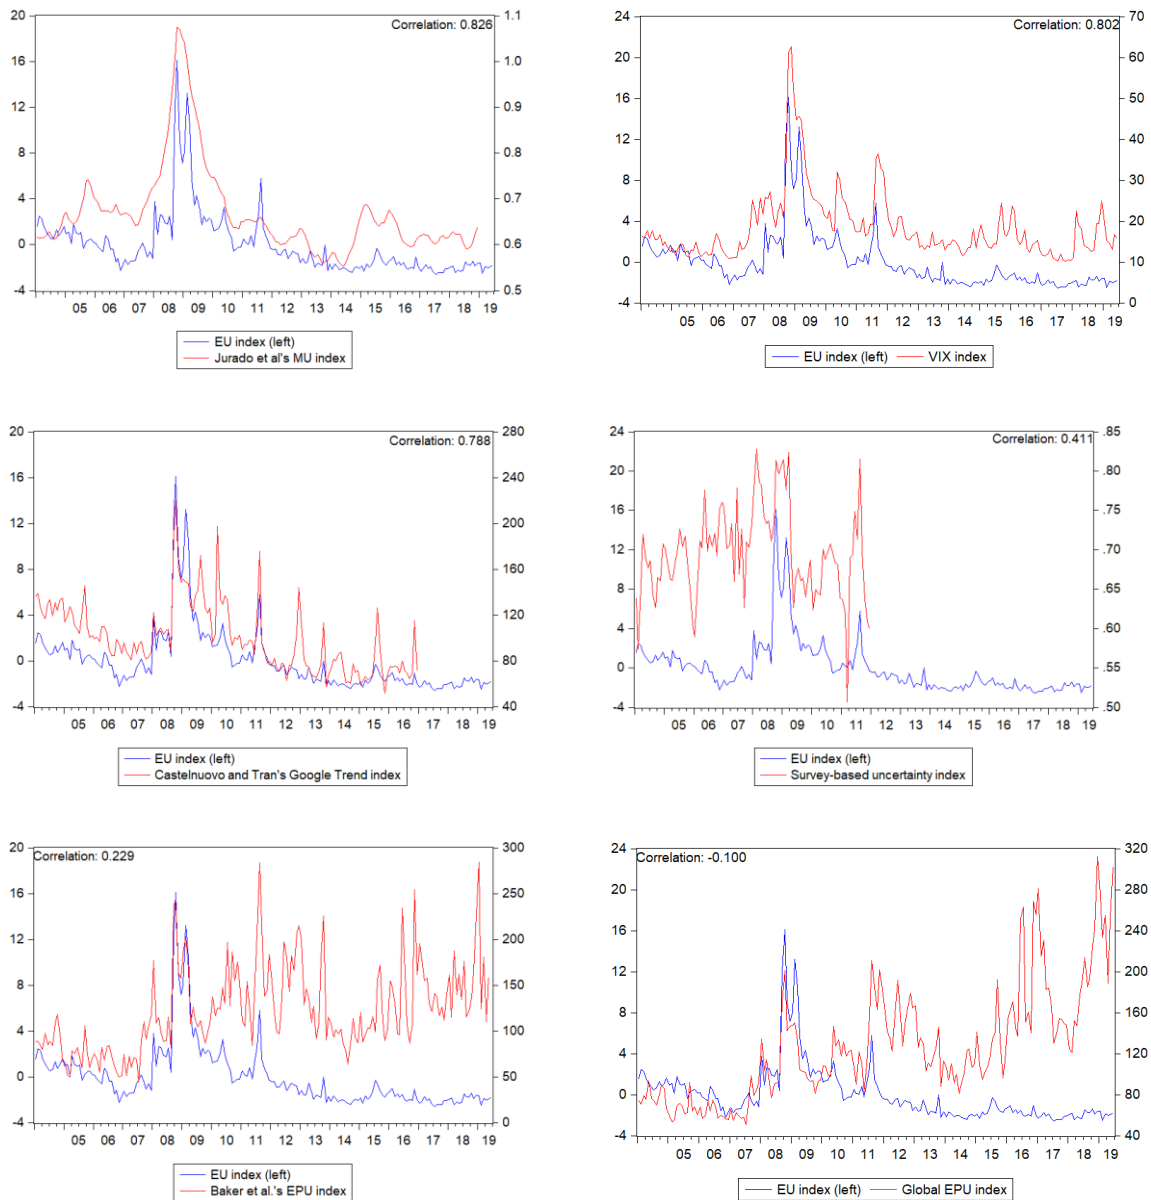 Correlation: 0.826
20 1.1
16 1.0
12 0.9
8 0.8
4 0.7
0 0.6
-4 0.5
05 06 07 08 09 10 11 12 13 14 15 16 17 18 19
EU index (left)
Jurado et al's MU index
Correlation: 0.802
24 70
20 60
16 50
12 40
8 30
4 20
0 10
-4 0
05 06 07 08 09 10 11 12 13 14 15 16 17 18 19
EU index (left) VIX index
Correlation: 0.788
20 280
16 240
12 200
8 160
4 120
0 80
-4 40
05 06 07 08 09 10 11 12 13 14 15 16 17 18 19
EU index (left)
Castelnuovo and Tran's Google Trend index
Correlation: 0.411
24 .85
20 .80
16 .75
12 .70
8 .65
4 .60
0 .55
-4 .50
05 06 07 08 09 10 11 12 13 14 15 16 17 18 19
EU index (left)
Survey-based uncertainty index
Correlation: 0.229
20 300
16 250
12 200
8 150
4 100
0 50
-4 0
05 06 07 08 09 10 11 12 13 14 15 16 17 18 19
EU index (left)
Baker et al.'s EPU index
Correlation: -0.100
24 320
20 280
16 240
12 200
8 160
4 120
0 80
-4 40
05 06 07 08 09 10 11 12 13 14 15 16 17 18 19
EU index (left) Global EPU index